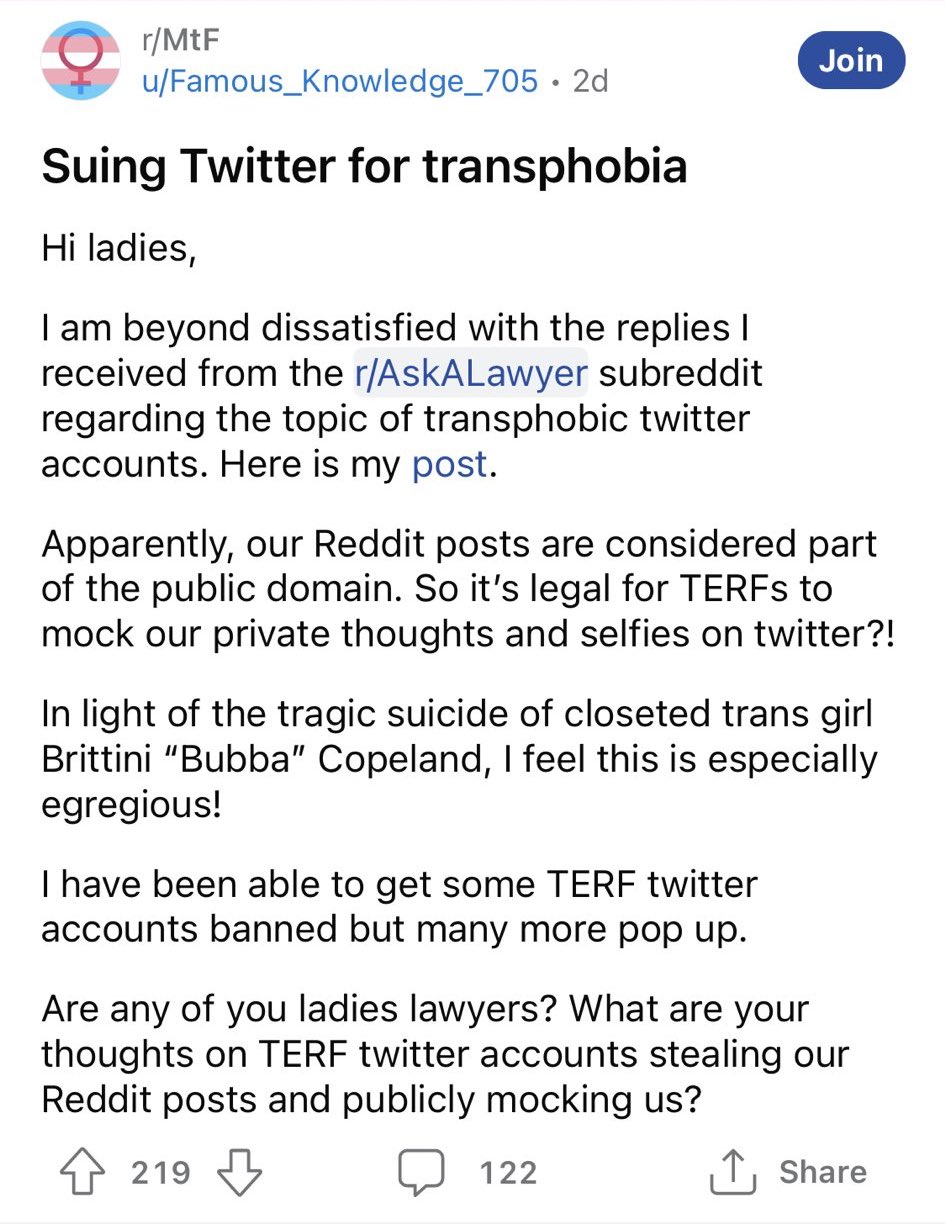 r/MtF
u/Famous_Knowledge_705 • 2d
Join
Suing Twitter for transphobia
Hi ladies,
I am beyond dissatisfied with the replies I
received from the r/AskALawyer subreddit
regarding the topic of transphobic twitter
accounts. Here is my post.
Apparently, our Reddit posts are considered part
of the public domain. So it’s legal for TERFs to
mock our private thoughts and selfies on twitter?!
In light of the tragic suicide of closeted trans girl
Brittini “Bubba” Copeland, I feel this is especially
egregious!
I have been able to get some TERF twitter
accounts banned but many more pop up.
Are any of you ladies lawyers? What are your
thoughts on TERF twitter accounts stealing our
Reddit posts and publicly mocking us?
219 122 Share